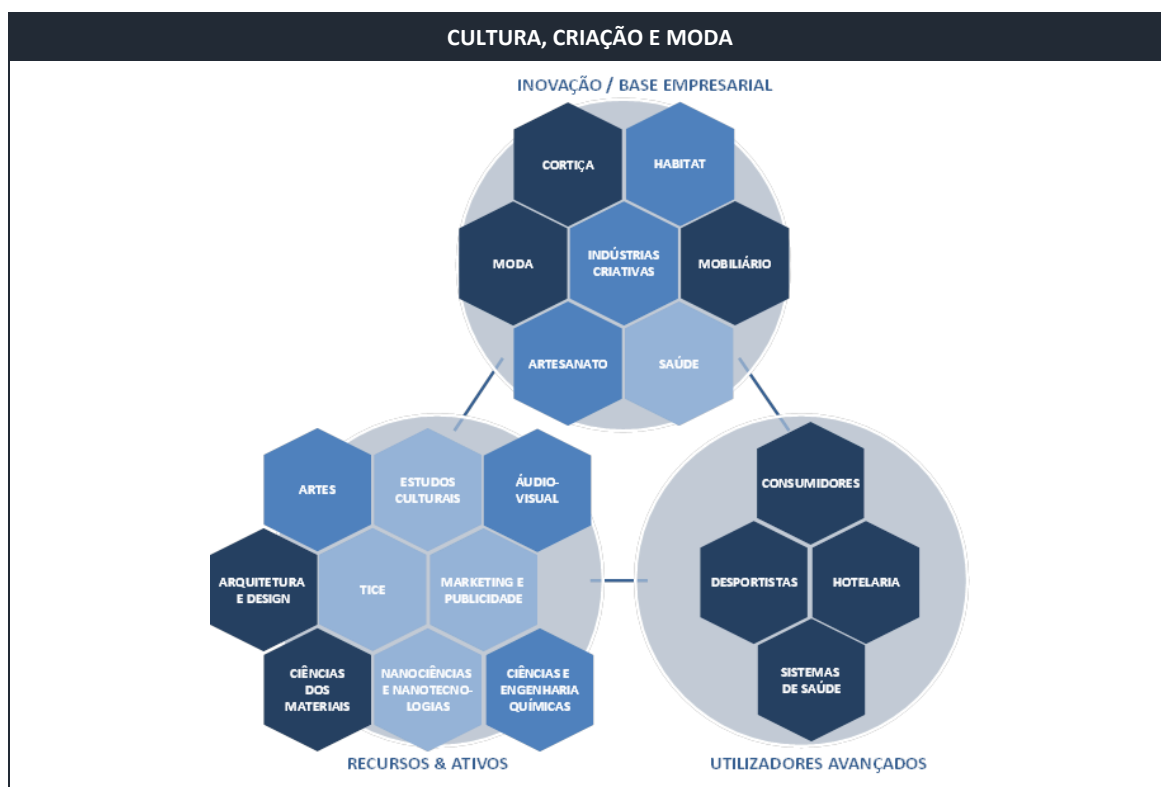 CULTURA, CRIAÇÃO E MODA
INOVAÇÃO / BASE EMPRESARIAL
CORTIÇA
HABITAT
MODA
INDÚSTRIAS
CRIATIVAS
MOBILIÁRIO
ARTESANATO
SAÚDE
ARTES
ESTUDOS
CULTURAIS
ÁUDIO-
VISUAL
ARQUITETURA
E DESIGN
TICE
MARKETING E
PUBLICIDADE
CIÊNCIAS
DOS
MATERIAIS
NANOCIÊNCIAS
E NANOTECNO-
LOGIAS
CIÊNCIAS E
ENGENHARIA
QUÍMICAS
RECURSOS & ATIVOS
CONSUMIDORES
DESPORTISTAS
HOTELARIA
SISTEMAS
DE SAÚDE
UTILIZADORES AVANÇADOS